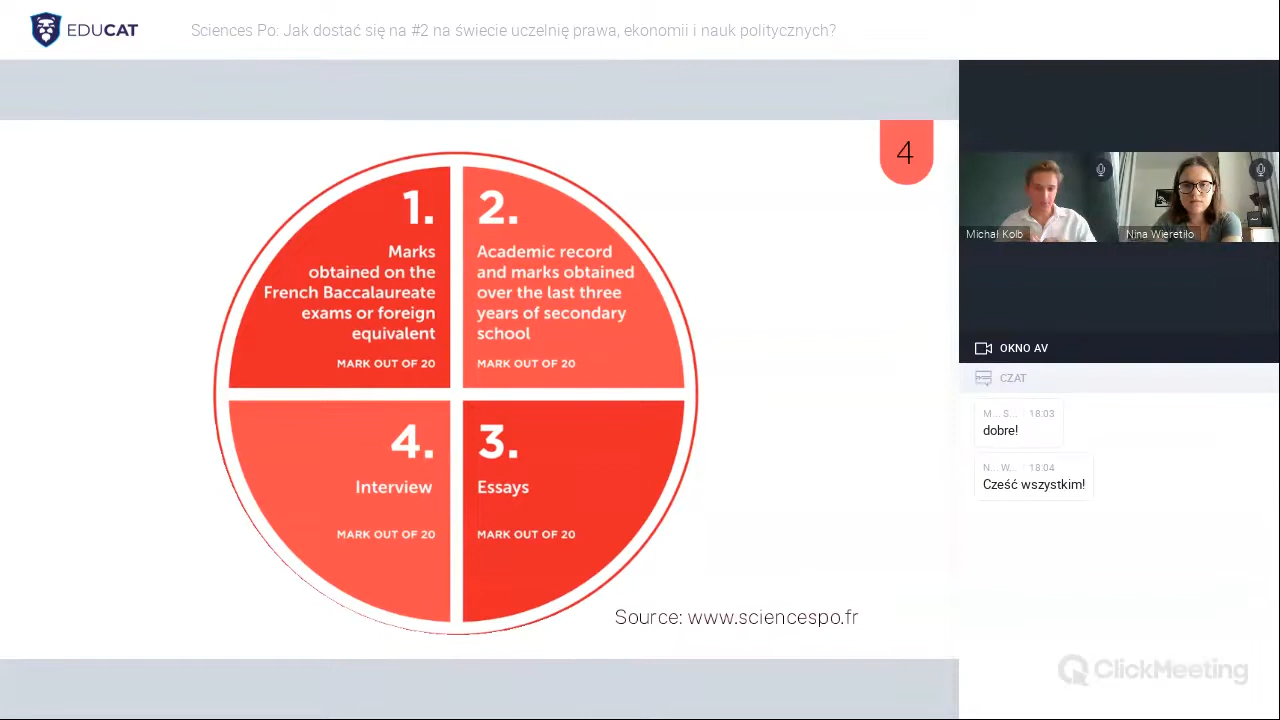 EDUCAT
Sciences Po: Jak dostać się na #2 na świecie uczelnię prawa, ekonomii i nauk politycznych?
4
1.
Marks
obtained on the
French Baccalaureate
exams or foreign
equivalent
MARK OUT OF 20
2.
Academic record
and marks obtained
over the last three
years of secondary
school
MARK OUT OF 20
4.
Interview
MARK OUT OF 20
3.
Essays
MARK OUT OF 20
Source: www.sciencespo.fr
Michał Kolb
Nina Wieretiło
OKNO AV
CZAT
M... S... 18.03
dobre!
N... W... 18.04
Cześć wszystkim!
ClickMeeting